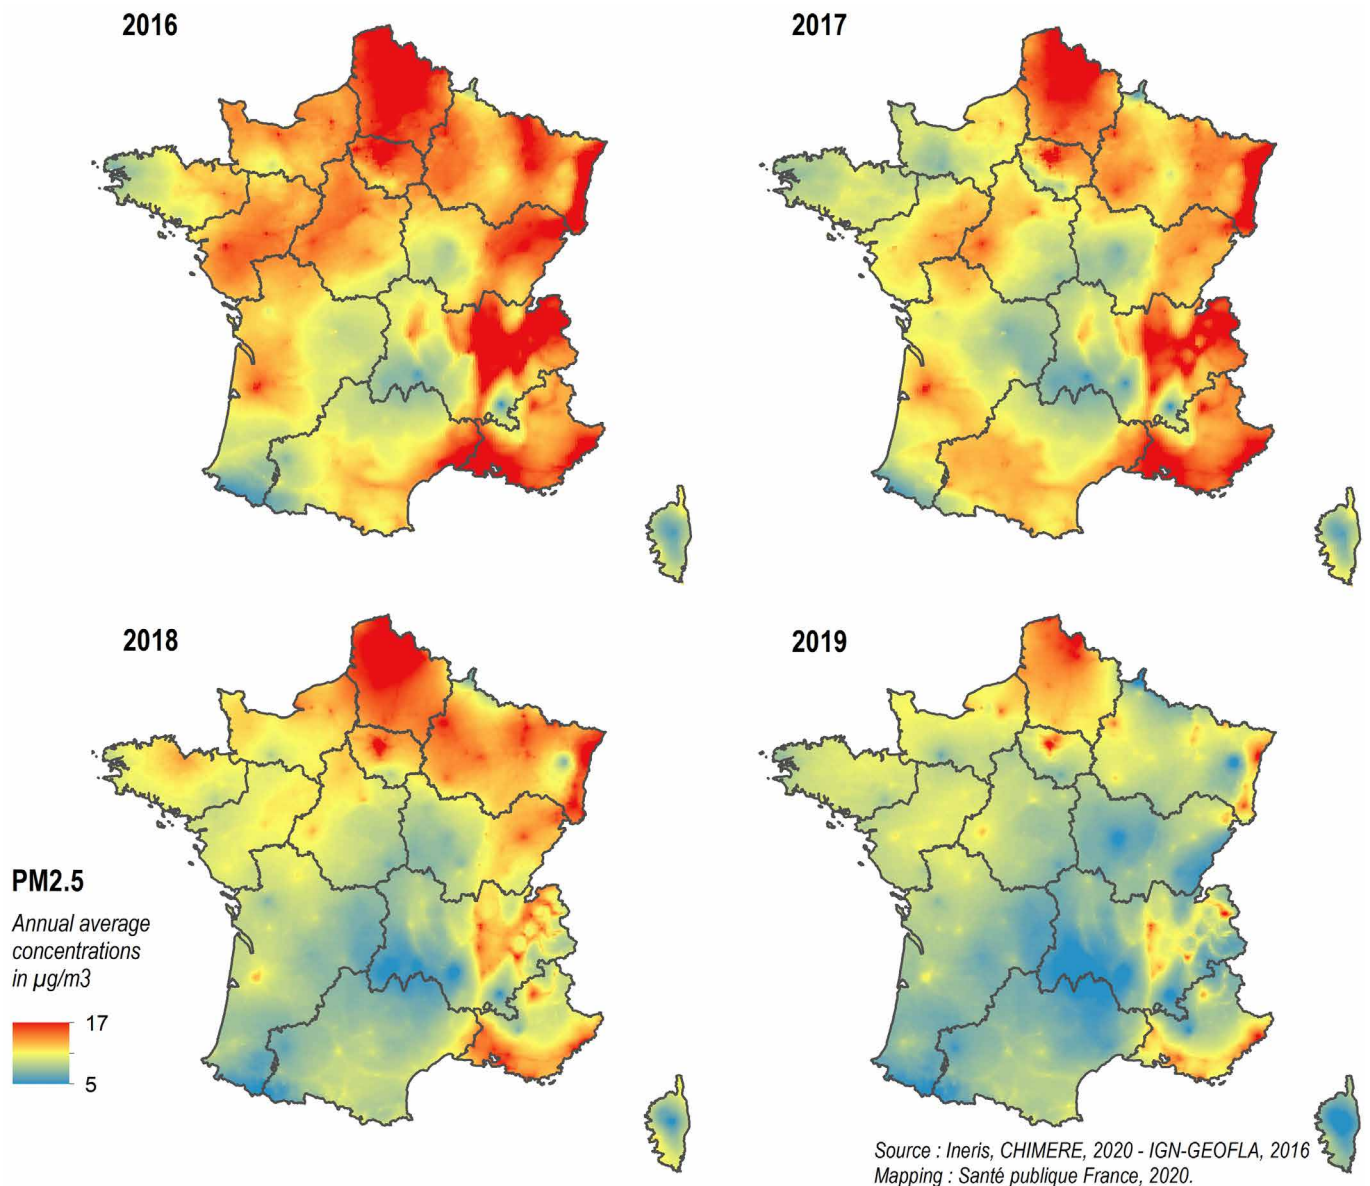 2016
2017
2018
2019
PM2.5
Annual average
concentrations
in µg/m3
17
5
Source : Ineris, CHIMERE, 2020 - IGN-GEOFLA, 2016
Mapping : Santé publique France, 2020.